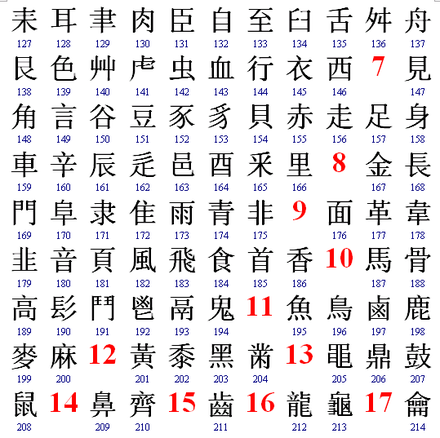 耒 耳 聿 肉 臣 自 至 臼 舌 舛 舟
127 128 129 130 131 132 133 134 135 136 137
艮 色 艸 虍 虫 血 行 衣 西 7 見
138 139 140 141 142 143 144 145 146 147
角 言 谷 豆 豕 豸 貝 赤 走 足 身
148 149 150 151 152 153 154 155 156 157 158
車 辛 辰 辵 邑 酉 釆 里 8 金 長
159 160 161 162 163 164 165 166 167 168
門 阜 隶 隹 雨 青 非 9 面 革 韋
169 170 171 172 173 174 175 176 177 178
韭 音 頁 風 飛 食 首 香 10 馬 骨
179 180 181 182 183 184 185 186 187 188
高 髟 鬥 鬯 鬲 鬼 11 魚 鳥 鹵 鹿
189 190 191 192 193 194 195 196 197 198
麥 麻 12 黃 黍 黑 黹 13 黽 鼎 鼓
199 200 201 202 203 204 205 206 207
鼠 14 鼻 齊 15 齒 16 龍 龜 17 龠
208 209 210 211 212 213 214